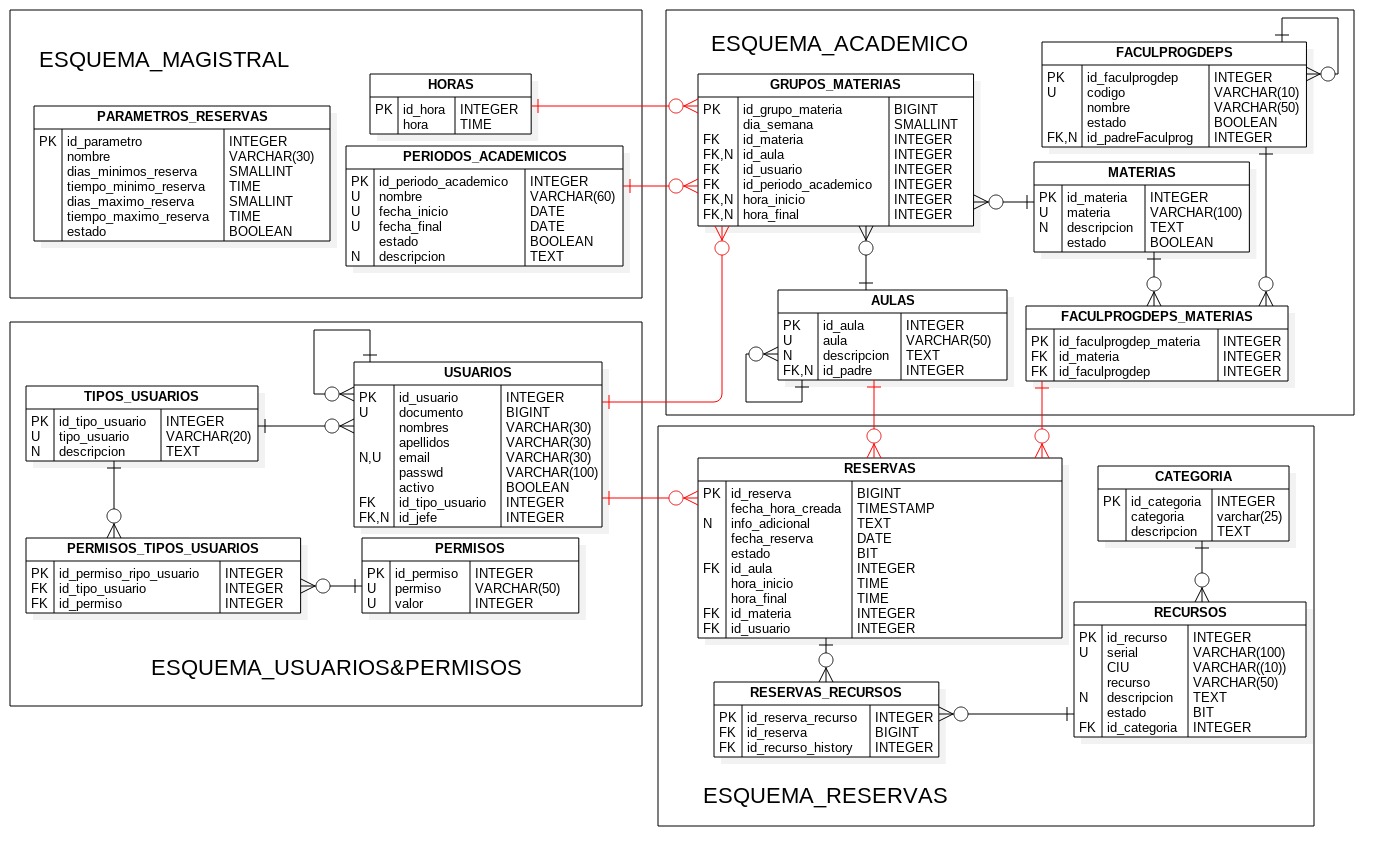 ESQUEMA_MAGISTRAL
PARAMETROS_RESERVAS
PK id_parametro INTEGER
nombre VARCHAR(30)
dias_minimos_reserva SMALLINT
tiempo_minimo_reserva TIME
dias_maximo_reserva SMALLINT
tiempo_maximo_reserva TIME
estado BOOLEAN
HORAS
PK id_hora INTEGER
hora TIME
PERIODOS_ACADEMICOS
PK id_periodo_academico INTEGER
U nombre VARCHAR(60)
U fecha_inicio DATE
U fecha_final DATE
estado BOOLEAN
N descripcion TEXT
ESQUEMA_ACADEMICO
GRUPOS_MATERIAS
PK id_grupo_materia BIGINT
dia_semana SMALLINT
FK id_materia INTEGER
FK,N id_aula INTEGER
FK id_usuario INTEGER
FK id_periodo_academico INTEGER
FK,N hora_inicio INTEGER
FK,N hora_final INTEGER
FACULPROGDEPS
PK id_faculprogdep INTEGER
U codigo VARCHAR(10)
nombre VARCHAR(50)
estado BOOLEAN
FK,N id_padreFaculprog INTEGER
MATERIAS
PK id_materia INTEGER
U materia VARCHAR(100)
N descripcion TEXT
estado BOOLEAN
AULAS
PK id_aula INTEGER
U aula VARCHAR(50)
N descripcion TEXT
FK,N id_padre INTEGER
FACULPROGDEPS_MATERIAS
PK id_faculprogdep_materia INTEGER
FK id_materia INTEGER
FK id_faculprogdep INTEGER
TIPOS_USUARIOS
PK id_tipo_usuario INTEGER
U tipo_usuario VARCHAR(20)
N descripcion TEXT
USUARIOS
PK id_usuario INTEGER
U documento BIGINT
nombres VARCHAR(30)
apellidos VARCHAR(30)
N,U email VARCHAR(30)
passwd VARCHAR(100)
activo BOOLEAN
FK id_tipo_usuario INTEGER
FK,N id_jefe INTEGER
PERMISOS_TIPOS_USUARIOS
PK id_permiso_ripo_usuario INTEGER
FK id_tipo_usuario INTEGER
FK id_permiso INTEGER
PERMISOS
PK id_permiso INTEGER
U permiso VARCHAR(50)
U valor INTEGER
ESQUEMA_USUARIOS&PERMISOS
RESERVAS
PK id_reserva BIGINT
fecha_hora_creada TIMESTAMP
N info_adicional TEXT
fecha_reserva DATE
estado BIT
FK id_aula INTEGER
hora_inicio TIME
hora_final TIME
FK id_materia INTEGER
FK id_usuario INTEGER
CATEGORIA
PK id_categoria INTEGER
categoria varchar(25)
descripcion TEXT
RECURSOS
PK id_recurso INTEGER
U serial VARCHAR(100)
CIU VARCHAR((10))
recurso VARCHAR(50)
N descripcion TEXT
estado BIT
FK id_categoria INTEGER
RESERVAS_RECURSOS
PK id_reserva_recurso INTEGER
FK id_reserva BIGINT
FK id_recurso_history INTEGER
ESQUEMA_RESERVAS